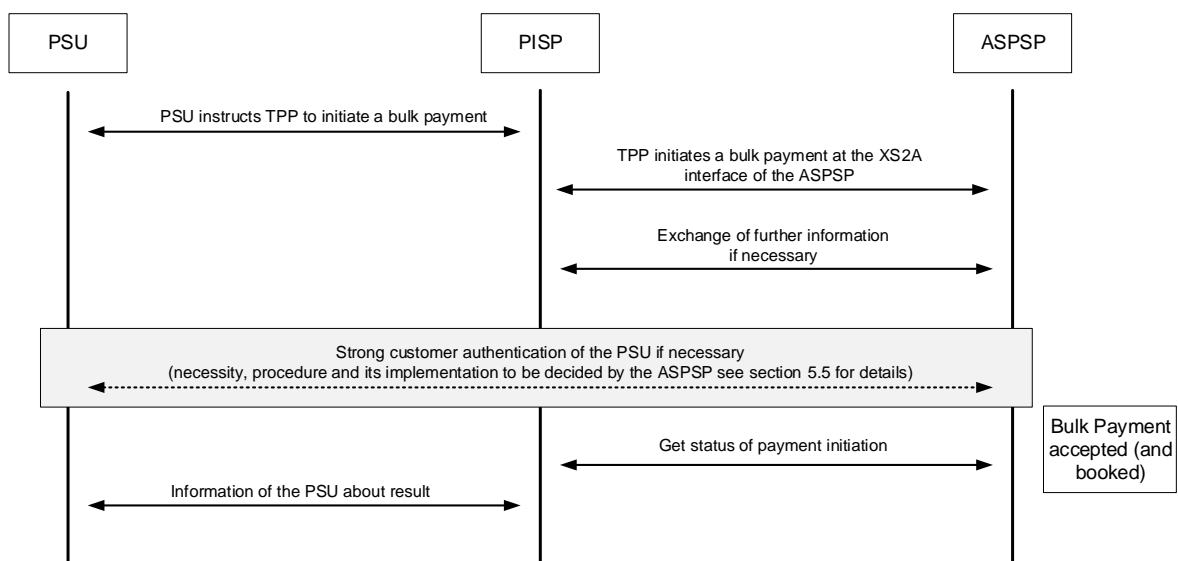 PSU
PISP
ASPSP
PSU instructs TPP to initiate a bulk payment
TPP initiates a bulk payment at the XS2A
interface of the ASPSP
Exchange of further information
if necessary
Strong customer authentication of the PSU if necessary
(necessity, procedure and its implementation to be decided by the ASPSP see section 5.5 for details)
Get status of payment initiation
Bulk Payment
accepted (and
booked)
Information of the PSU about result